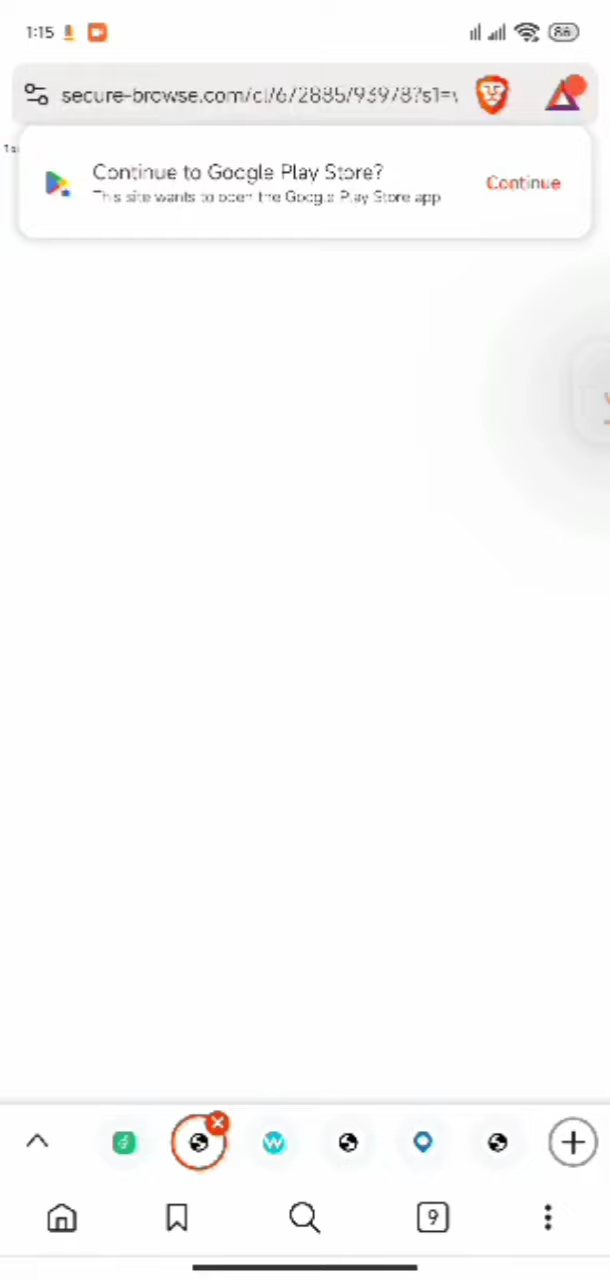 1:15
86
secure-browse.com/cl/6/2885/93978?s1=
Continue to Google Play Store?
This site wants to open the Google Play Store app
Continue
9